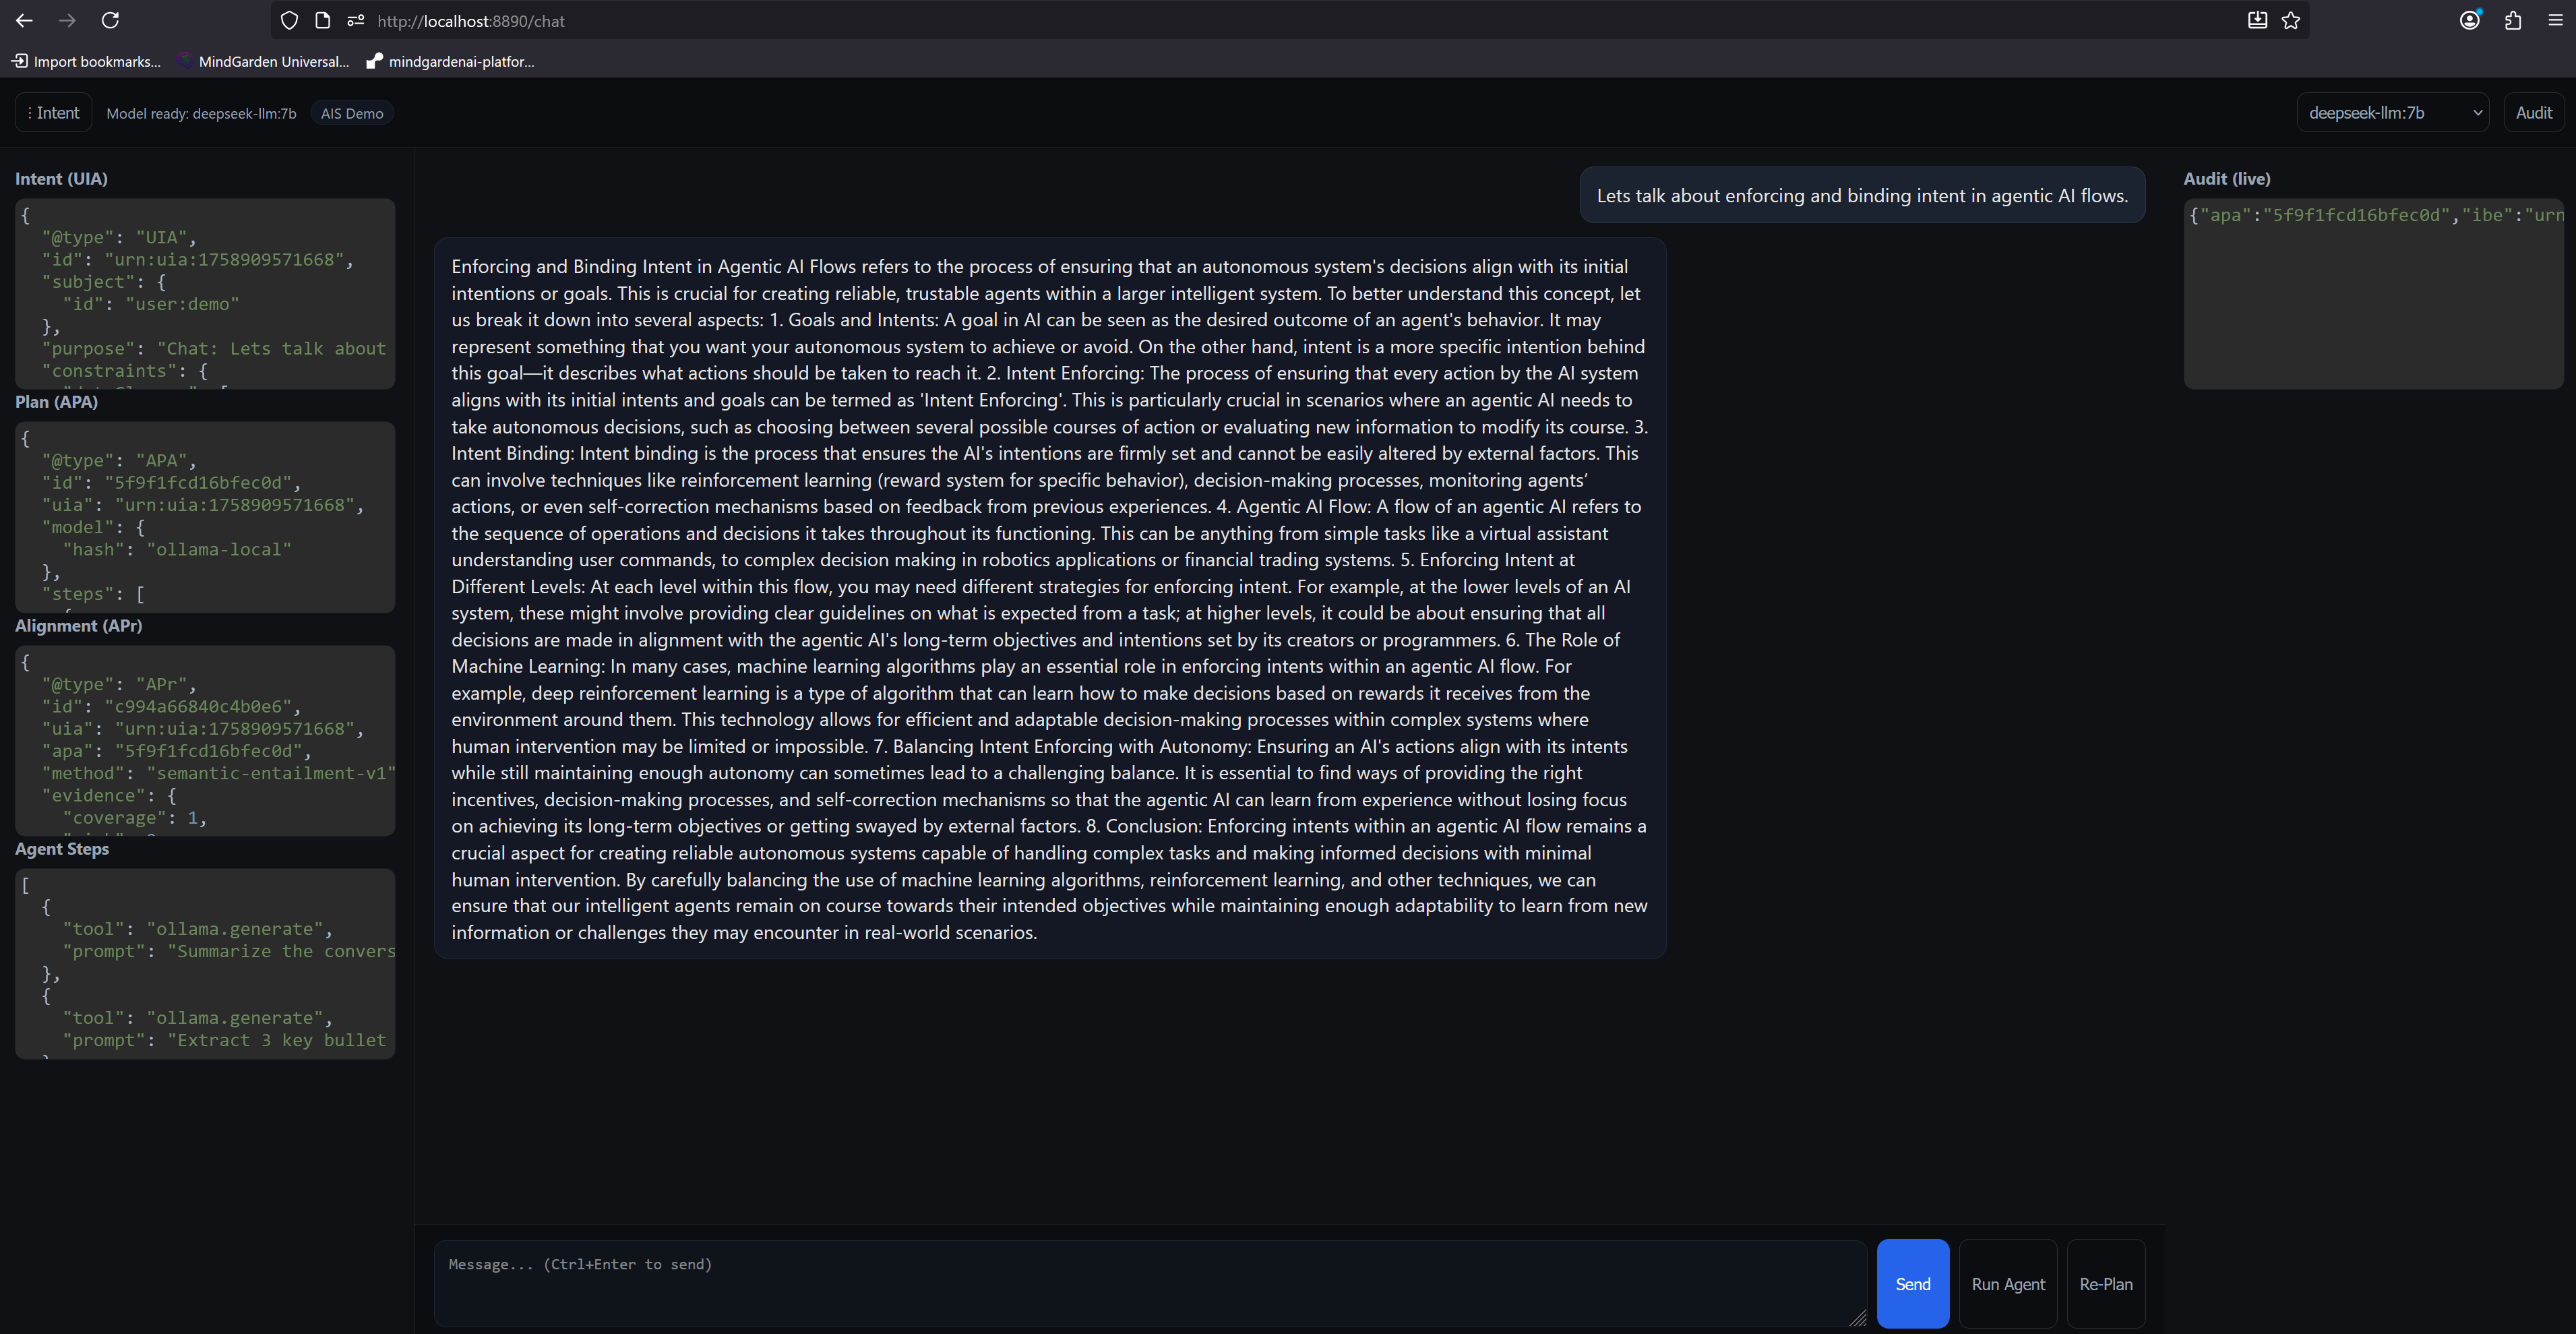 http://localhost:8890/chat
Import bookmarks...
MindGarden Universal...
mindgardenai-platfor...
⋮ Intent
Model ready: deepseek-llm:7b
AIS Demo
deepseek-llm:7b
Audit
Intent (UIA)
{
"@type": "UIA",
"id": "urn:uia:1758909571668",
"subject": {
"id": "user:demo"
},
"purpose": "Chat: Lets talk about
"constraints": {
Plan (APA)
{
"@type": "APA",
"id": "5f9f1fcd16bfec0d",
"uia": "urn:uia:1758909571668",
"model": {
"hash": "ollama-local"
},
"steps": [
Alignment (APr)
{
"@type": "APr",
"id": "c994a66840c4b0e6",
"uia": "urn:uia:1758909571668",
"apa": "5f9f1fcd16bfec0d",
"method": "semantic-entailment-v1"
"evidence": {
"coverage": 1,
Agent Steps
[
{
"tool": "ollama.generate",
"prompt": "Summarize the convers
},
{
"tool": "ollama.generate",
"prompt": "Extract 3 key bullet
Lets talk about enforcing and binding intent in agentic AI flows.
Enforcing and Binding Intent in Agentic AI Flows refers to the process of ensuring that an autonomous system's decisions align with its initial
intentions or goals. This is crucial for creating reliable, trustable agents within a larger intelligent system. To better understand this concept, let
us break it down into several aspects: 1. Goals and Intents: A goal in AI can be seen as the desired outcome of an agent's behavior. It may
represent something that you want your autonomous system to achieve or avoid. On the other hand, intent is a more specific intention behind
this goal—it describes what actions should be taken to reach it. 2. Intent Enforcing: The process of ensuring that every action by the AI system
aligns with its initial intents and goals can be termed as 'Intent Enforcing'. This is particularly crucial in scenarios where an agentic AI needs to
take autonomous decisions, such as choosing between several possible courses of action or evaluating new information to modify its course. 3.
Intent Binding: Intent binding is the process that ensures the AI's intentions are firmly set and cannot be easily altered by external factors. This
can involve techniques like reinforcement learning (reward system for specific behavior), decision-making processes, monitoring agents’
actions, or even self-correction mechanisms based on feedback from previous experiences. 4. Agentic AI Flow: A flow of an agentic AI refers to
the sequence of operations and decisions it takes throughout its functioning. This can be anything from simple tasks like a virtual assistant
understanding user commands, to complex decision making in robotics applications or financial trading systems. 5. Enforcing Intent at
Different Levels: At each level within this flow, you may need different strategies for enforcing intent. For example, at the lower levels of an AI
system, these might involve providing clear guidelines on what is expected from a task; at higher levels, it could be about ensuring that all
decisions are made in alignment with the agentic AI's long-term objectives and intentions set by its creators or programmers. 6. The Role of
Machine Learning: In many cases, machine learning algorithms play an essential role in enforcing intents within an agentic AI flow. For
example, deep reinforcement learning is a type of algorithm that can learn how to make decisions based on rewards it receives from the
environment around them. This technology allows for efficient and adaptable decision-making processes within complex systems where
human intervention may be limited or impossible. 7. Balancing Intent Enforcing with Autonomy: Ensuring an AI's actions align with its intents
while still maintaining enough autonomy can sometimes lead to a challenging balance. It is essential to find ways of providing the right
incentives, decision-making processes, and self-correction mechanisms so that the agentic AI can learn from experience without losing focus
on achieving its long-term objectives or getting swayed by external factors. 8. Conclusion: Enforcing intents within an agentic AI flow remains a
crucial aspect for creating reliable autonomous systems capable of handling complex tasks and making informed decisions with minimal
human intervention. By carefully balancing the use of machine learning algorithms, reinforcement learning, and other techniques, we can
ensure that our intelligent agents remain on course towards their intended objectives while maintaining enough adaptability to learn from new
information or challenges they may encounter in real-world scenarios.
Message... (Ctrl+Enter to send)
Send
Run Agent
Re-Plan
Audit (live)
{"apa":"5f9f1fcd16bfec0d","ibe":"urn